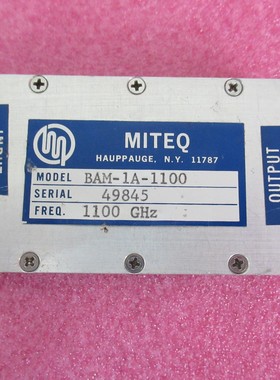 MITEQ
HAUPPAUGE, N.Y. 11787
MODEL BAM-1A-1100
SERIAL 49845
FREQ. 1100 GHz
OUTPUT